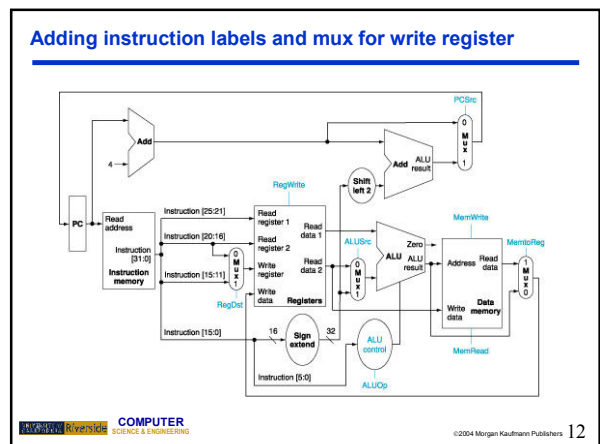 Adding instruction labels and mux for write register
PCSrc
0
M
u
x
1
Add
4
Shift
left 2
Add
ALU
result
RegWrite
PC
Read
address
Instruction
[31:0]
Instruction
memory
Instruction [25:21]
Instruction [20:16]
Instruction [15:11]
0
M
u
x
1
RegDst
Read
register 1
Read
register 2
Write
register
Write
data
Read
data 1
Read
data 2
Registers
ALUSrc
0
M
u
x
1
Zero
ALU
ALU
result
MemWrite
Address
Read
data
Write
data
Data
memory
MemRead
MemtoReg
1
M
u
x
0
Instruction [15:0]
16
Sign
extend
32
ALU
control
ALUOp
Instruction [5:0]
Riverside
COMPUTER
SCIENCE & ENGINEERING
©2004 Morgan Kaufmann Publishers
12